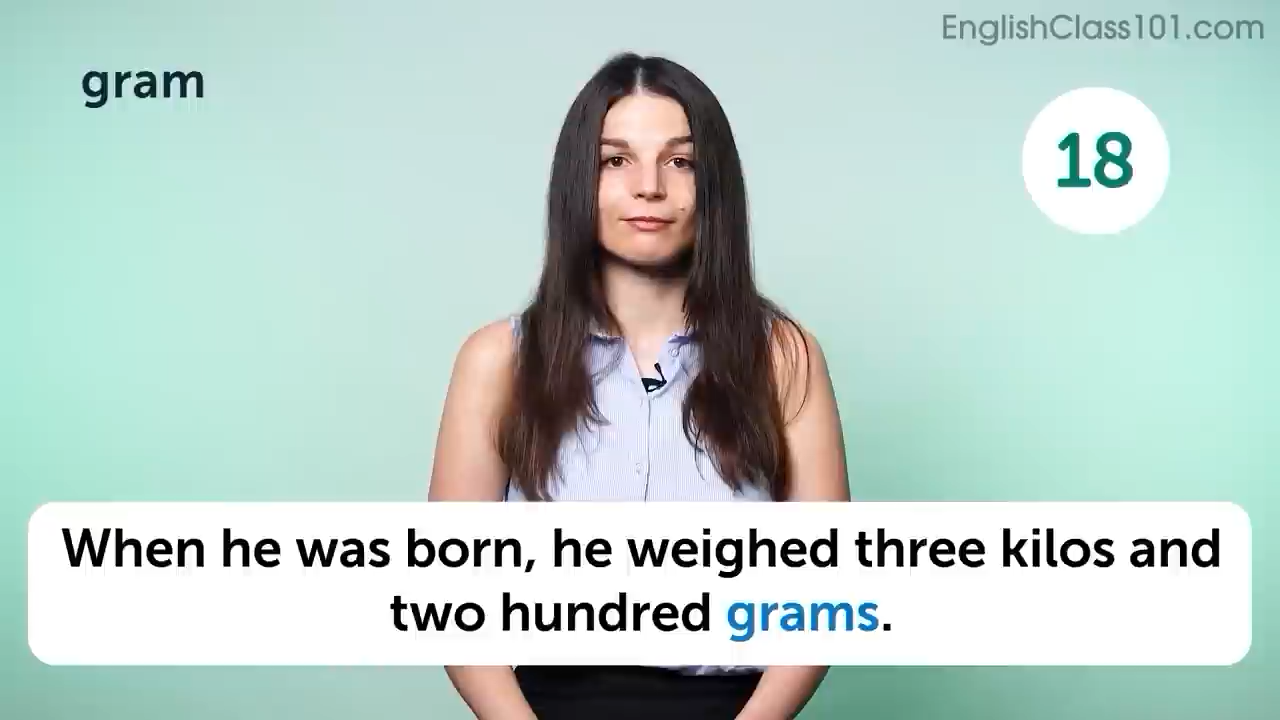 EnglishClass101.com
gram
18
When he was born, he weighed three kilos and
two hundred grams.